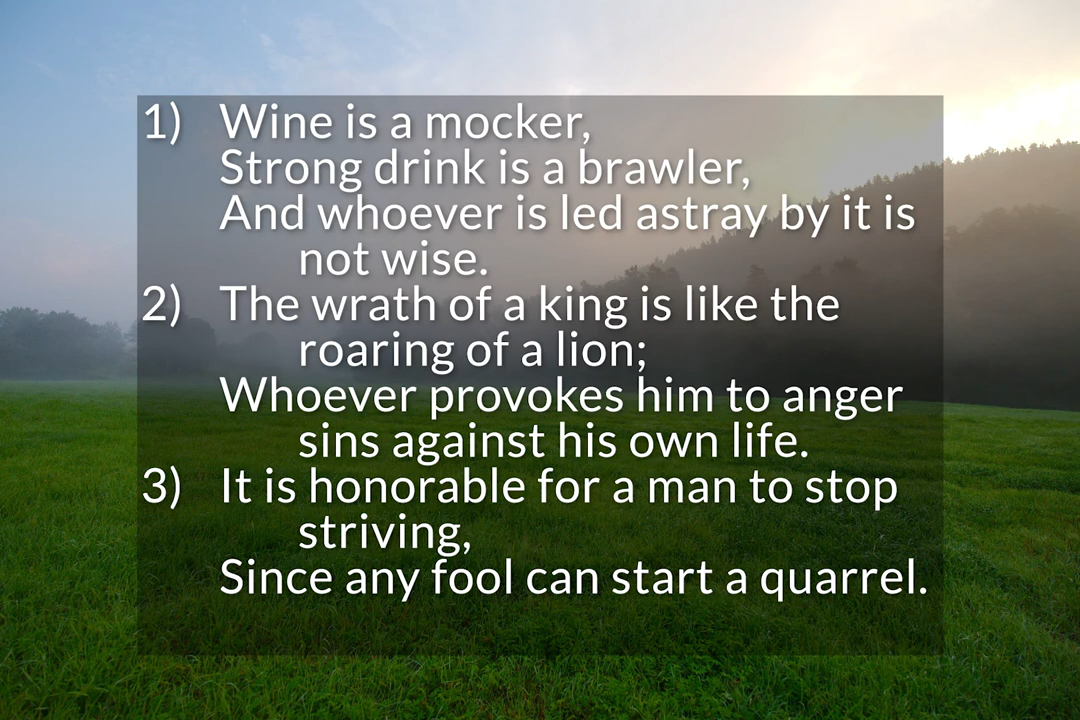 1) Wine is a mocker,
Strong drink is a brawler,
And whoever is led astray by it is
not wise.
2) The wrath of a king is like the
roaring of a lion;
Whoever provokes him to anger
sins against his own life.
3) It is honorable for a man to stop
striving,
Since any fool can start a quarrel.